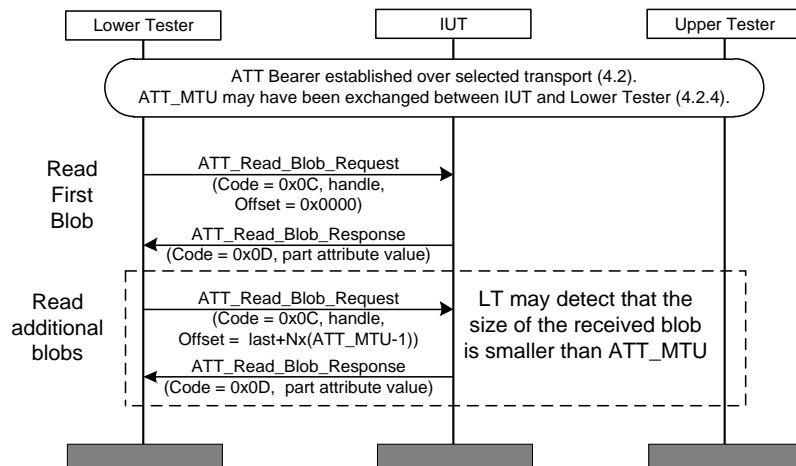 Lower Tester
IUT
Upper Tester
ATT Bearer established over selected transport (4.2).
ATT_MTU may have been exchanged between IUT and Lower Tester (4.2.4).
Read
First
Blob
ATT_Read_Blob_Request
(Code = 0x0C, handle,
Offset = 0x0000)
ATT_Read_Blob_Response
(Code = 0x0D, part attribute value)
Read
additional
blobs
ATT_Read_Blob_Request
(Code = 0x0C, handle,
Offset = last+Nx(ATT_MTU-1))
ATT_Read_Blob_Response
(Code = 0x0D, part attribute value)
LT may detect that the
size of the received blob
is smaller than ATT_MTU